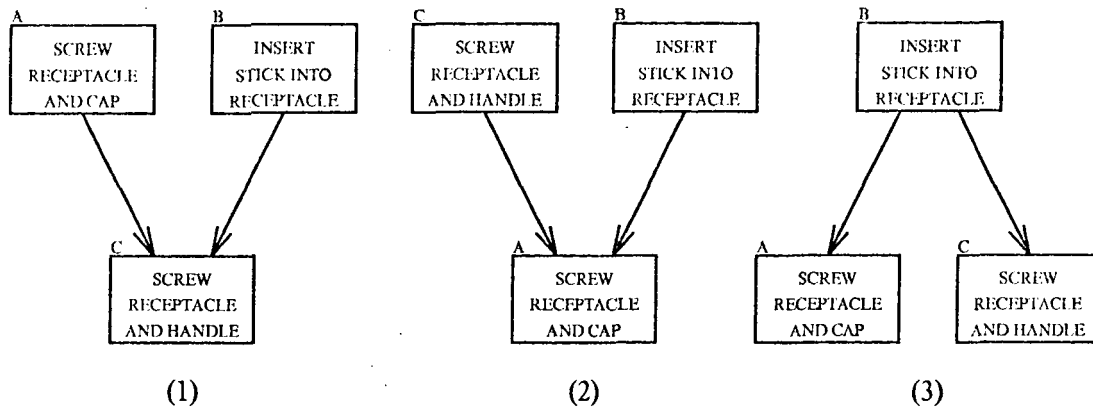 A
SCREW
RECEPTACLE
AND CAP
B
INSERT
STICK INTO
RECEPTACLE
C
SCREW
RECEPTACLE
AND HANDLE
(1)
C
SCREW
RECEPTACLE
AND HANDLE
B
INSERT
STICK INTO
RECEPTACLE
A
SCREW
RECEPTACLE
AND CAP
(2)
B
INSERT
STICK INTO
RECEPTACLE
A
SCREW
RECEPTACLE
AND CAP
C
SCREW
RECEPTACLE
AND HANDLE
(3)